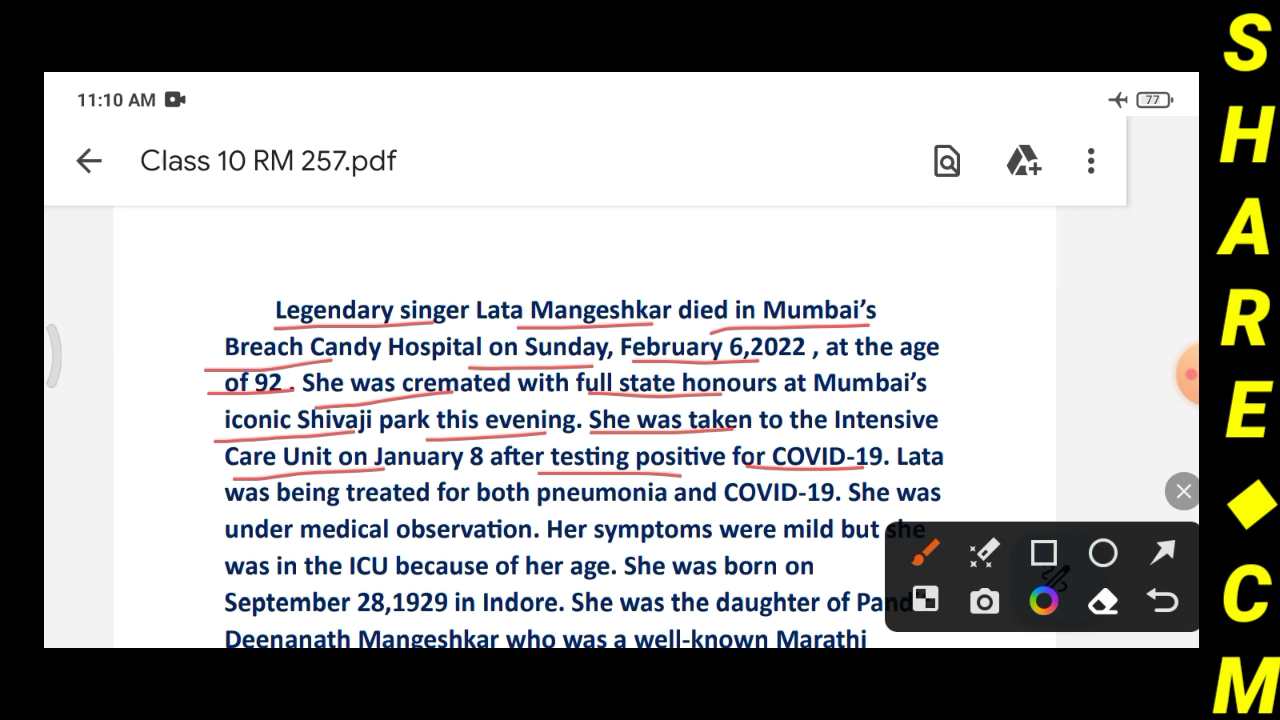 11:10 AM
77
Class 10 RM 257.pdf
Legendary singer Lata Mangeshkar died in Mumbai's
Breach Candy Hospital on Sunday, February 6,2022 , at the age
of 92 . She was cremated with full state honours at Mumbai's
iconic Shivaji park this evening. She was taken to the Intensive
Care Unit on January 8 after testing positive for COVID-19. Lata
was being treated for both pneumonia and COVID-19. She was
under medical observation. Her symptoms were mild but she
was in the ICU because of her age. She was born on
September 28,1929 in Indore. She was the daughter of
Deenanath Mangeshkar who was a well-known Marathi
SHARE◆CM